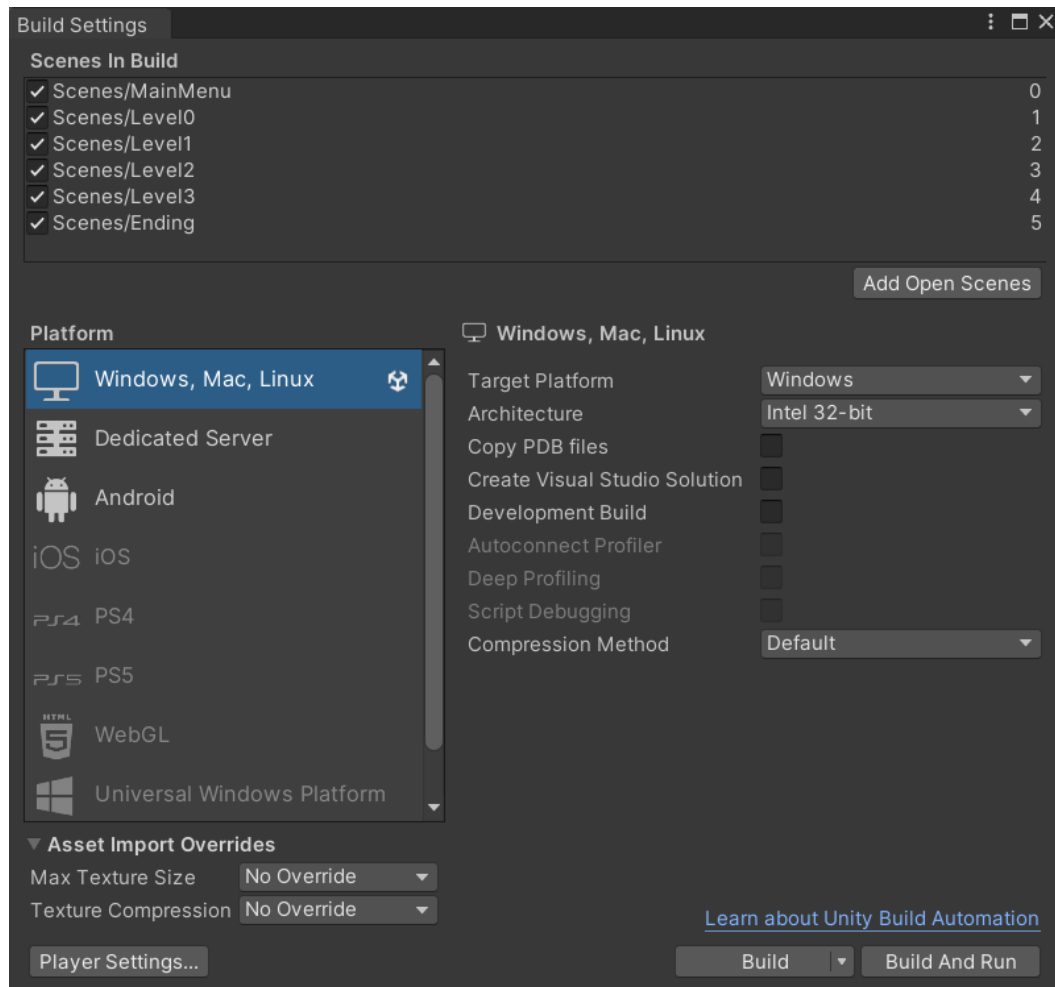 Build Settings
Scenes In Build
Scenes/MainMenu 0
Scenes/Level0 1
Scenes/Level1 2
Scenes/Level2 3
Scenes/Level3 4
Scenes/Ending 5
Add Open Scenes
Platform
Windows, Mac, Linux
Dedicated Server
Android
iOS iOS
PS4 PS4
PS5 PS5
HTML 5 WebGL
Universal Windows Platform
Windows, Mac, Linux
Target Platform Windows
Architecture Intel 32-bit
Copy PDB files
Create Visual Studio Solution
Development Build
Autoconnect Profiler
Deep Profiling
Script Debugging
Compression Method Default
Asset Import Overrides
Max Texture Size No Override
Texture Compression No Override
Learn about Unity Build Automation
Player Settings...
Build
Build And Run